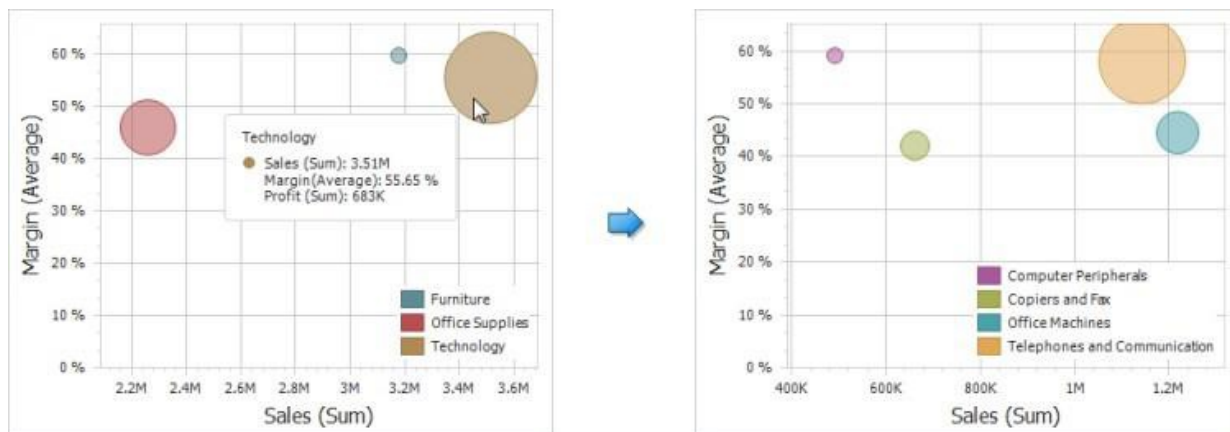 60 %
50 %
40 %
30 %
20 %
10 %
0 %
Margin (Average)
Technology
Sales (Sum): 3.51M
Margin(Average): 55.65 %
Profit (Sum): 683K
Furniture
Office Supplies
Technology
2.2M 2.4M 2.6M 2.8M 3M 3.2M 3.4M 3.6M
Sales (Sum)
60 %
50 %
40 %
30 %
20 %
10 %
0 %
Margin (Average)
Computer Peripherals
Copiers and Fax
Office Machines
Telephones and Communication
400K 600K 800K 1M 1.2M
Sales (Sum)